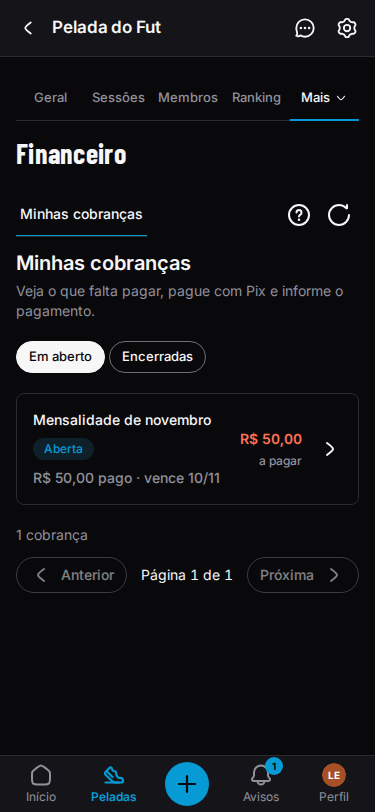 Pelada do Fut
Geral Sessões Membros Ranking Mais
Financeiro
Minhas cobranças
Minhas cobranças
Veja o que falta pagar, pague com Pix e informe o
pagamento.
Em aberto Encerradas
Mensalidade de novembro
Aberta
R$ 50,00 pago · vence 10/11
R$ 50,00
a pagar
1 cobrança
Anterior Página 1 de 1 Próxima
1
LE
Início Peladas Avisos Perfil